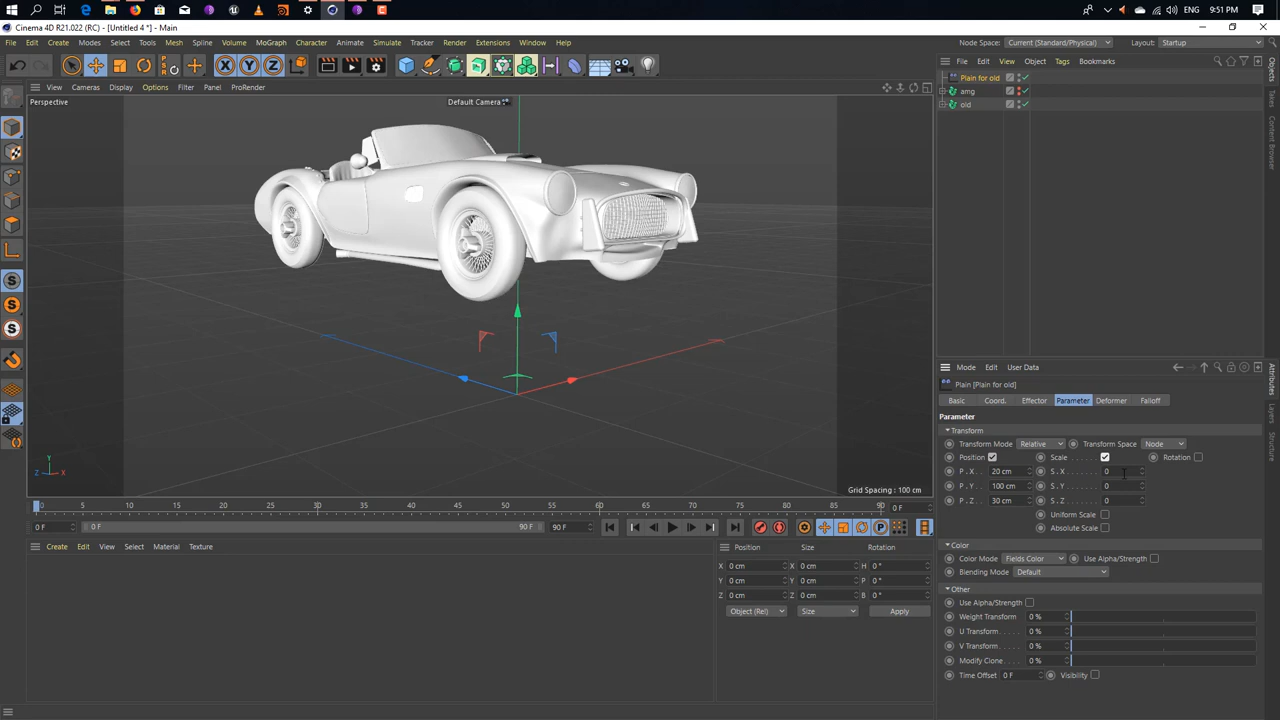 ENG 9:51 PM
Cinema 4D R21.022 (RC) - [Untitled 4 *] - Main
File Edit Create Modes Select Tools Mesh Spline Volume MoGraph Character Animate Simulate Tracker Render Extensions Window Help
Node Space: Current (Standard/Physical) Layout: Startup
X Y Z
PSR
File Edit View Object Tags Bookmarks
View Cameras Display Options Filter Panel ProRender
Perspective
Default Camera
Plain for old
amg
old
Objects
Takes
Content Browser
Attributes
Layers
Structure
Mode Edit User Data
Plain [Plain for old]
Basic Coord. Effector Parameter Deformer Falloff
Parameter
Transform
Transform Mode Relative Transform Space Node
Position Scale . . . . . . Rotation
P . X 20 cm S . X . . . . . . . 0
P . Y 100 cm S . Y . . . . . . . 0
P . Z 30 cm S . Z . . . . . . . 0
Uniform Scale
Absolute Scale
Y
Z X
Grid Spacing : 100 cm
0 5 10 15 20 25 30 35 40 45 50 55 60 65 70 75 80 85 90 0 F
0 F 0 F 90 F 90 F
Color
Color Mode Fields Color Use Alpha/Strength
Blending Mode Default
Other
Use Alpha/Strength
Weight Transform 0 %
U Transform . . . . 0 %
V Transform . . . . 0 %
Modify Clone . . . 0 %
Time Offset 0 F Visibility
Create Edit View Select Material Texture
Position Size Rotation
X 0 cm X 0 cm H 0 °
Y 0 cm Y 0 cm P 0 °
Z 0 cm Z 0 cm B 0 °
Object (Rel) Size Apply